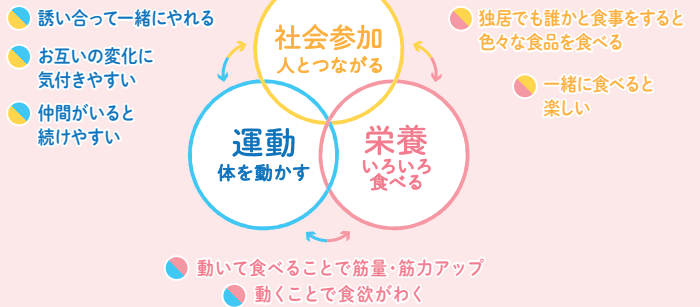 誘い合って一緒にやれる
お互いの変化に
気付きやすい
仲間がいると
続けやすい
社会参加
人とつながる
独居でも誰かと食事をすると
色々な食品を食べる
一緒に食べると
楽しい
運動
体を動かす
栄養
いろいろ
食べる
動いて食べることで筋量・筋力アップ
動くことで食欲がわく